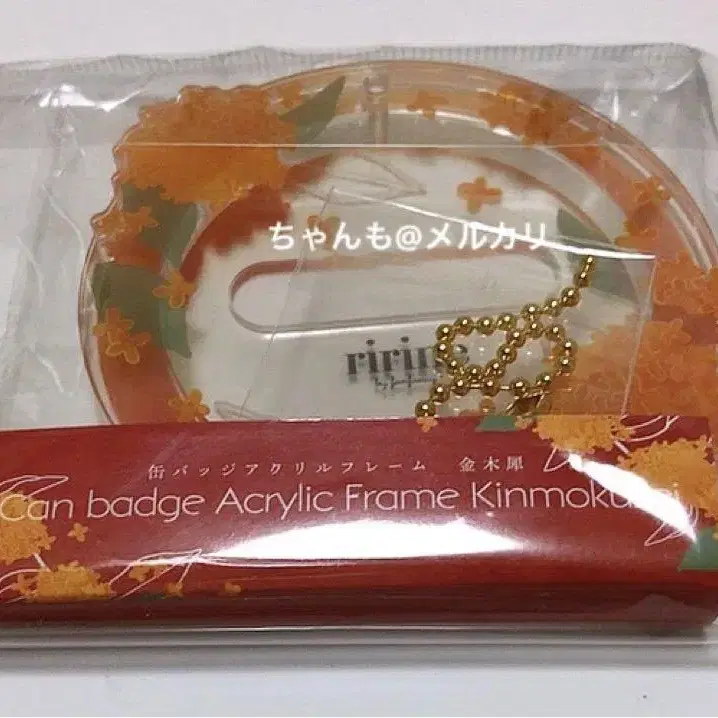 ちゃんも@メルカリ
ririne
缶バッジアクリルフレーム 金木犀
Can badge Acrylic Frame